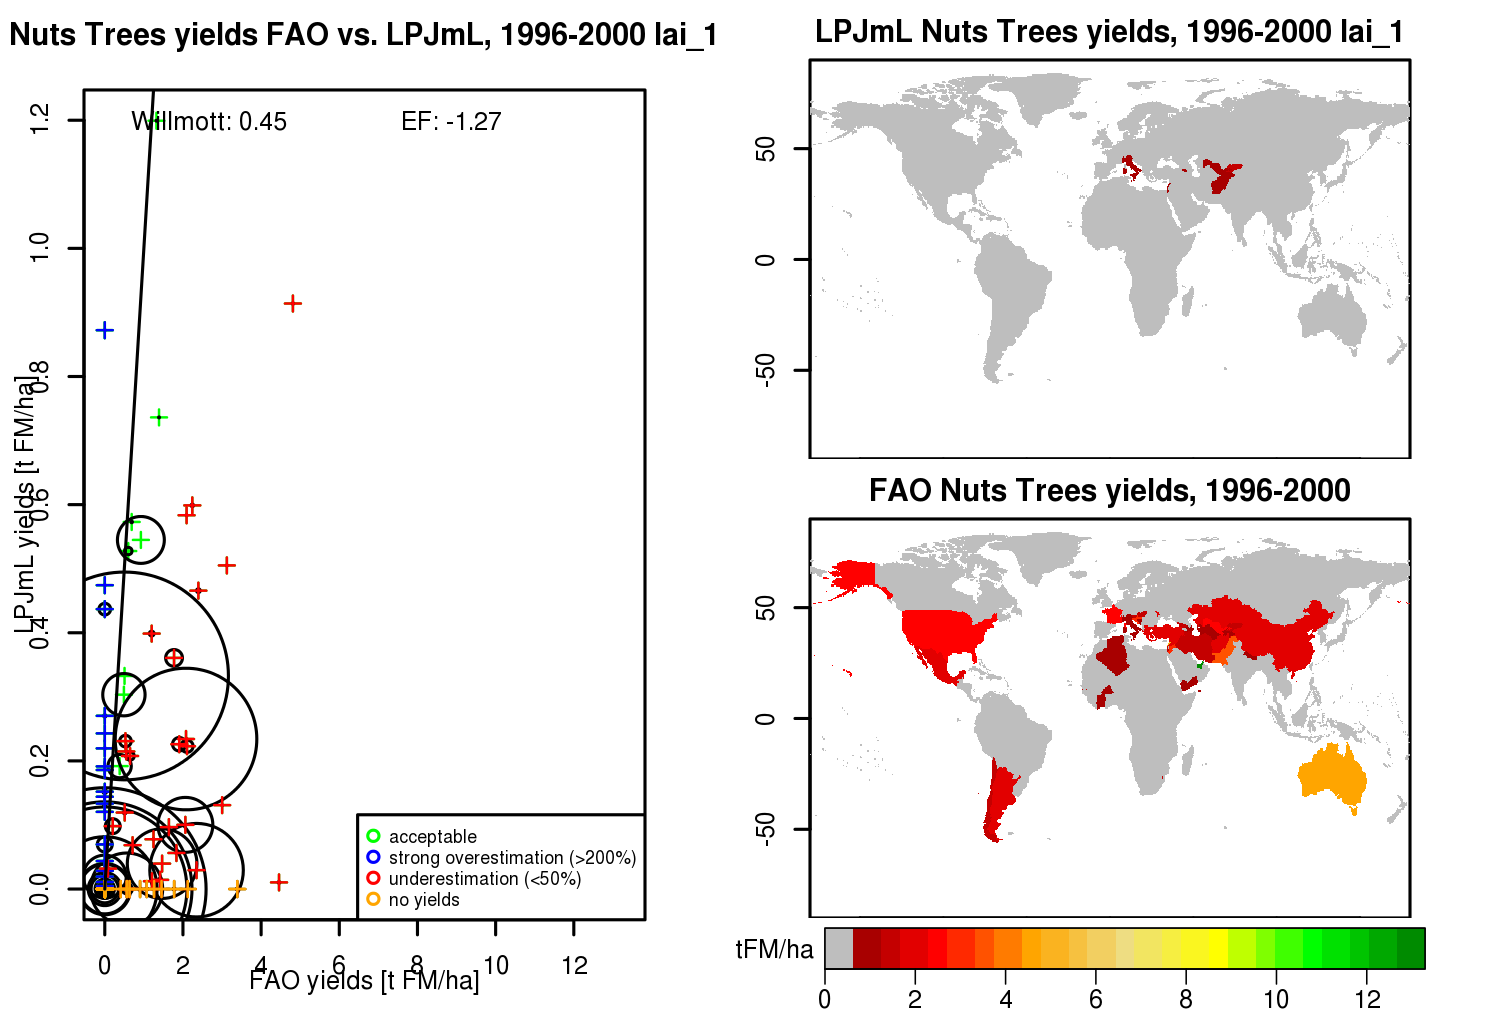 Nuts Trees yields FAO vs. LPJmL, 1996-2000 lai_1
Willmott: 0.45
EF: -1.27
LPJmL yields [t FM/ha]
1.2
1.0
0.8
0.6
0.4
0.2
0.0
acceptable
strong overestimation (>200%)
underestimation (<50%)
no yields
0 2 4 6 8 10 12
FAO yields [t FM/ha]
LPJmL Nuts Trees yields, 1996-2000 lai_1
50
0
-50
FAO Nuts Trees yields, 1996-2000
50
0
-50
tFM/ha
0 2 4 6 8 10 12